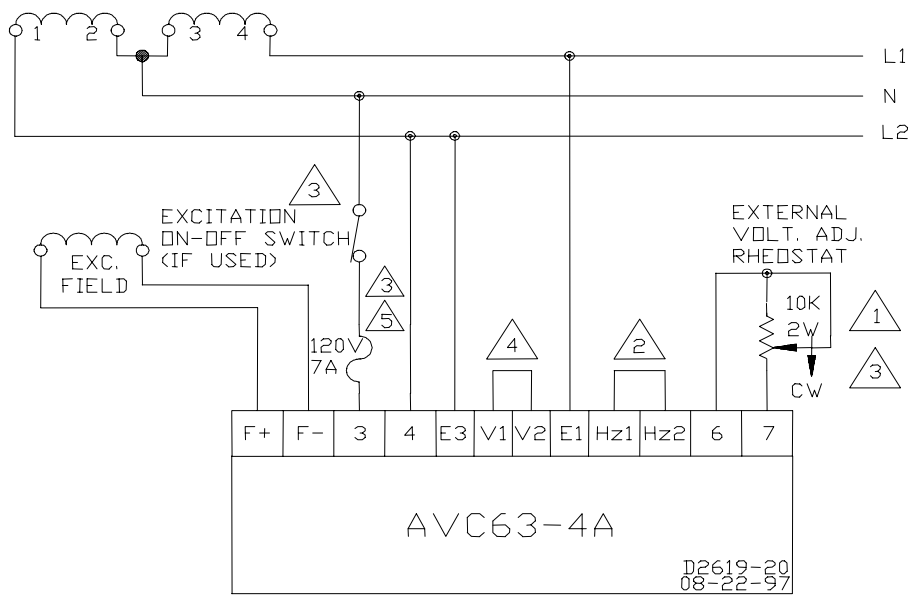 1 2 3 4
L1
N
L2
3
EXCITATION
ON-OFF SWITCH
(IF USED)
EXTERNAL
VOLT. ADJ.
RHEOSTAT
EXC.
FIELD
3
5
10K
2W
1
120V
7A
4
2
3
CW
F+ F- 3 4 E3 V1 V2 E1 Hz1 Hz2 6 7
AVC63-4A
D2619-20
08-22-97